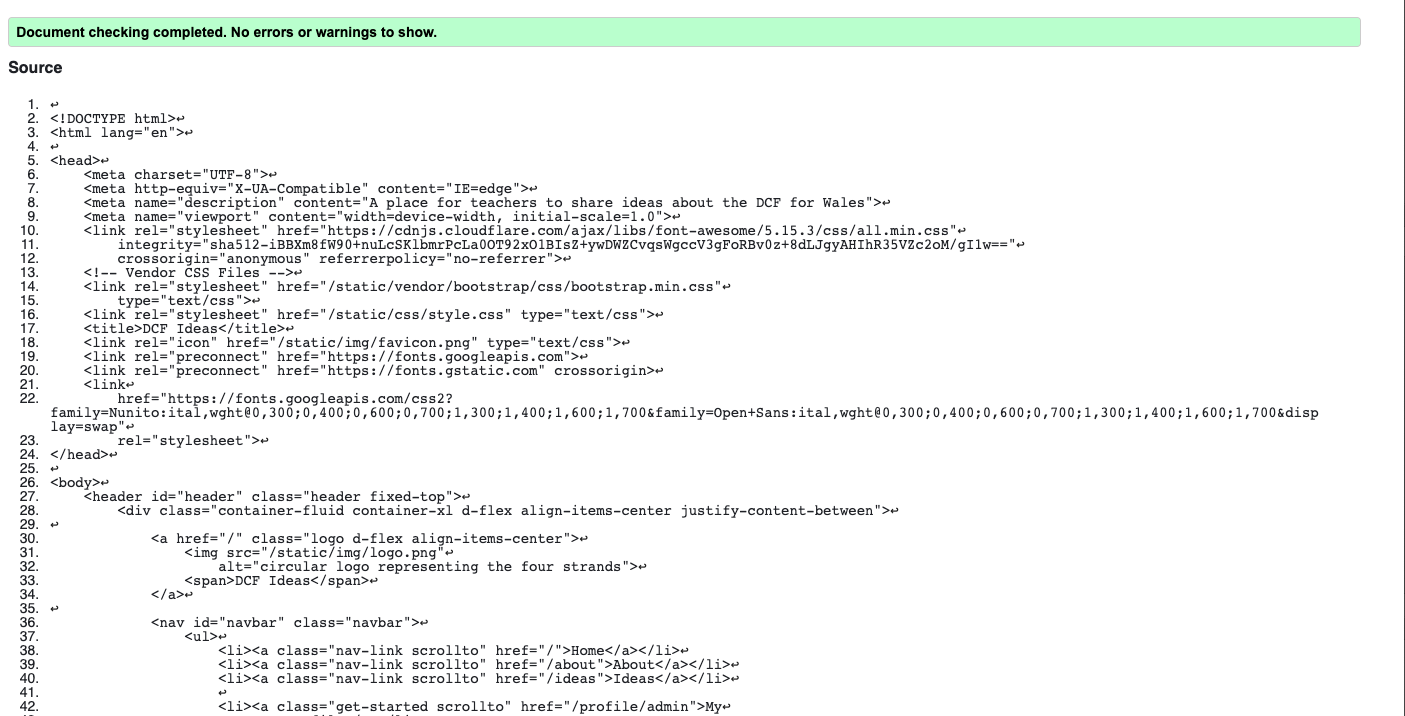 Document checking completed. No errors or warnings to show.
Source
1. ↩
2. <!DOCTYPE html>↩
3. <html lang="en">↩
4. ↩
5. <head>↩
6.     <meta charset="UTF-8">↩
7.     <meta http-equiv="X-UA-Compatible" content="IE=edge">↩
8.     <meta name="description" content="A place for teachers to share ideas about the DCF for Wales">↩
9.     <meta name="viewport" content="width=device-width, initial-scale=1.0">↩
10.     <link rel="stylesheet" href="https://cdnjs.cloudflare.com/ajax/libs/font-awesome/5.15.3/css/all.min.css"↩
11.         integrity="sha512-iBBXm8fW90+nuLcSKlbmrPcLa0OT92xO1BIsZ+ywDWZCvqsWgccV3gFoRBv0z+8dLJgyAHIhR35VZc2oM/gI1w=="↩
12.         crossorigin="anonymous" referrerpolicy="no-referrer">↩
13.     <!-- Vendor CSS Files -->↩
14.     <link rel="stylesheet" href="/static/vendor/bootstrap/css/bootstrap.min.css"↩
15.         type="text/css">↩
16.     <link rel="stylesheet" href="/static/css/style.css" type="text/css">↩
17.     <title>DCF Ideas</title>↩
18.     <link rel="icon" href="/static/img/favicon.png" type="text/css">↩
19.     <link rel="preconnect" href="https://fonts.googleapis.com">↩
20.     <link rel="preconnect" href="https://fonts.gstatic.com" crossorigin>↩
21.     <link↩
22.         href="https://fonts.googleapis.com/css2?
family=Nunito:ital,wght@0,300;0,400;0,600;0,700;1,300;1,400;1,600;1,700&family=Open+Sans:ital,wght@0,300;0,400;0,600;0,700;1,300;1,400;1,600;1,700&disp
lay=swap"↩
23.         rel="stylesheet">↩
24. </head>↩
25. ↩
26. <body>↩
27.     <header id="header" class="header fixed-top">↩
28.         <div class="container-fluid container-xl d-flex align-items-center justify-content-between">↩
29. ↩
30.             <a href="/" class="logo d-flex align-items-center">↩
31.                 <img src="/static/img/logo.png"↩
32.                     alt="circular logo representing the four strands">↩
33.                 <span>DCF Ideas</span>↩
34.             </a>↩
35. ↩
36.             <nav id="navbar" class="navbar">↩
37.                 <ul>↩
38.                     <li><a class="nav-link scrollto" href="/">Home</a></li>↩
39.                     <li><a class="nav-link scrollto" href="/about">About</a></li>↩
40.                     <li><a class="nav-link scrollto" href="/ideas">Ideas</a></li>↩
41.                     ↩
42.                     <li><a class="get-started scrollto" href="/profile/admin">My↩